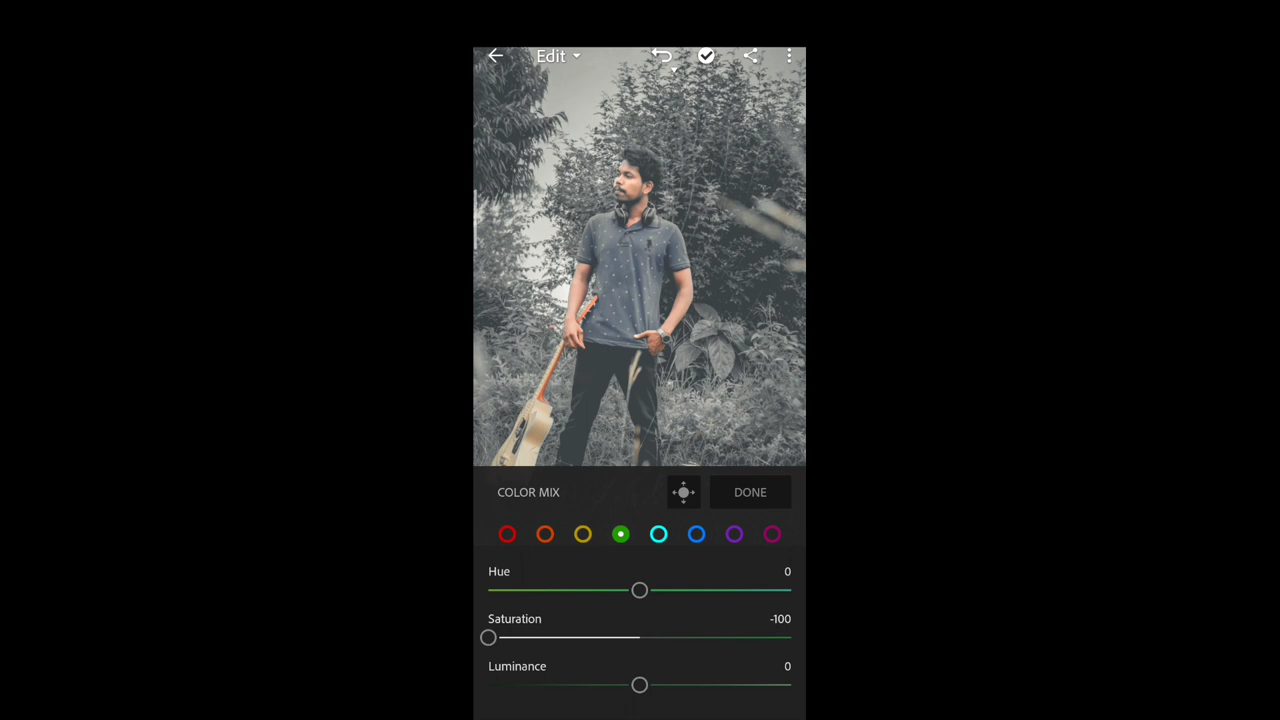 Edit
COLOR MIX
DONE
Hue
0
Saturation
-100
Luminance
0